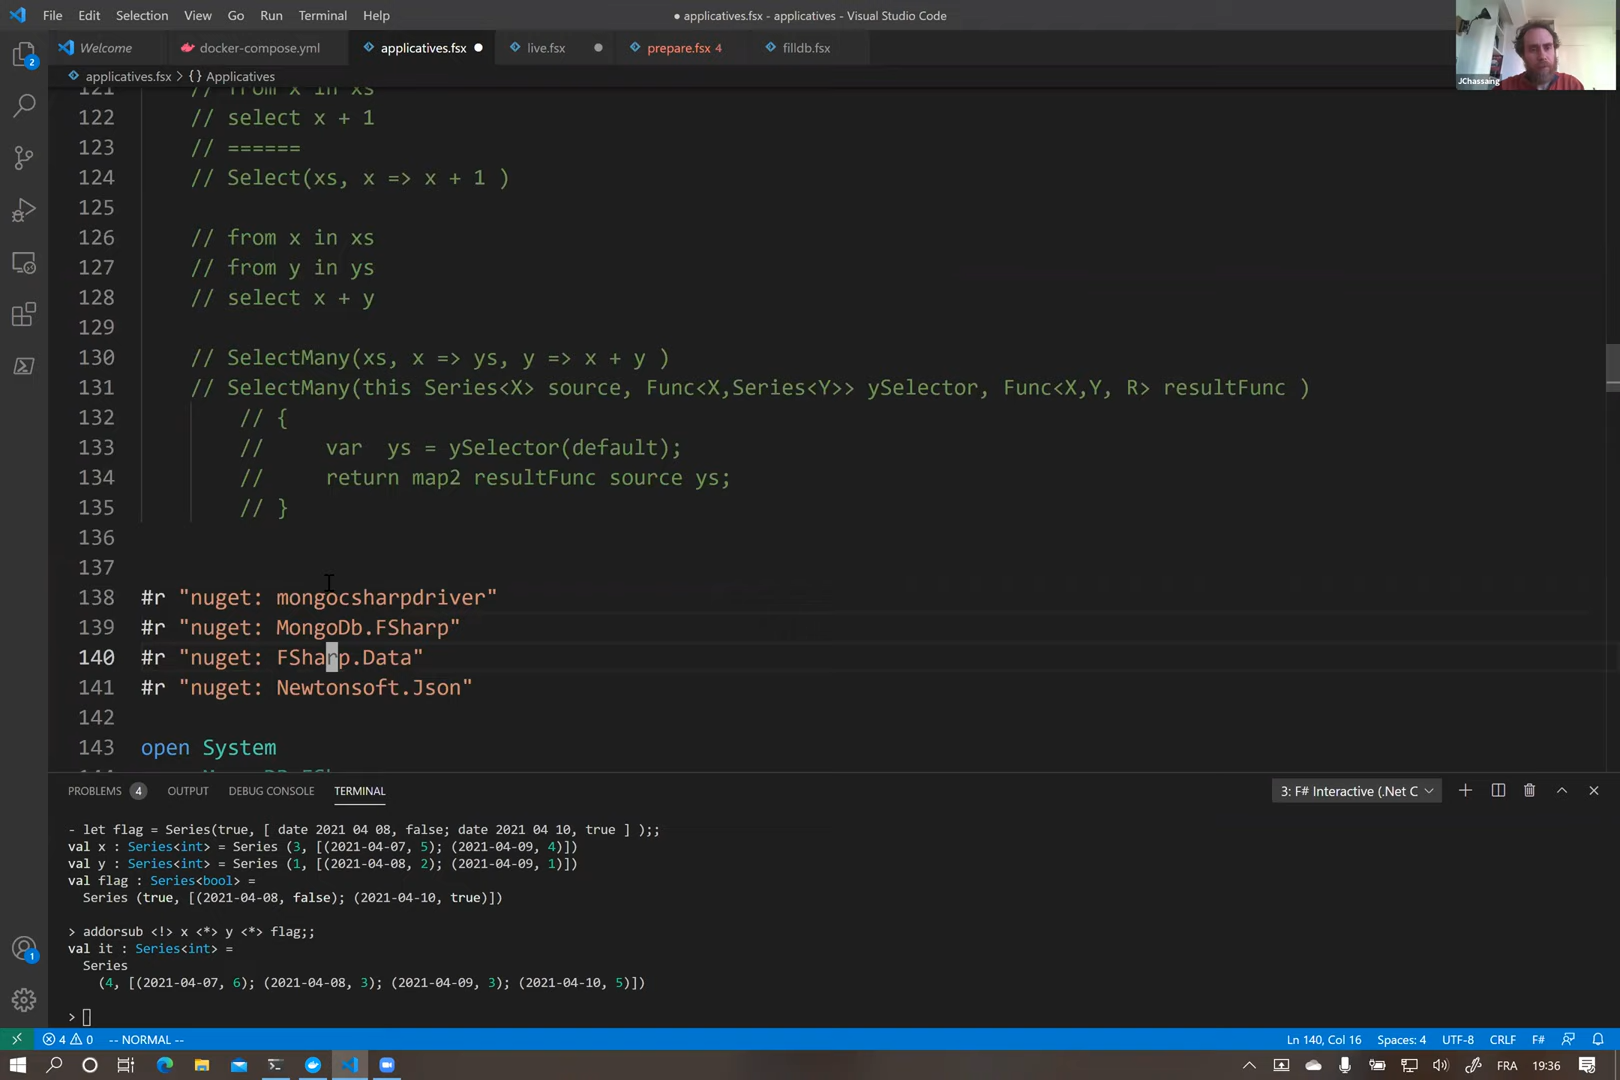 File Edit Selection View Go Run Terminal Help
● applicatives.fsx - applicatives - Visual Studio Code
JChassaing
Welcome docker-compose.yml applicatives.fsx live.fsx prepare.fsx 4 filldb.fsx
applicatives.fsx > {} Applicatives
121 // from x in xs
122 // select x + 1
123 // ======
124 // Select(xs, x => x + 1 )
125
126 // from x in xs
127 // from y in ys
128 // select x + y
129
130 // SelectMany(xs, x => ys, y => x + y )
131 // SelectMany(this Series<X> source, Func<X,Series<Y>> ySelector, Func<X,Y, R> resultFunc )
132 // {
133 // var ys = ySelector(default);
134 // return map2 resultFunc source ys;
135 // }
136
137
138 #r "nuget: mongocsharpdriver"
139 #r "nuget: MongoDb.FSharp"
140 #r "nuget: FSharp.Data"
141 #r "nuget: Newtonsoft.Json"
142
143 open System
PROBLEMS 4 OUTPUT DEBUG CONSOLE TERMINAL 3: F# Interactive (.Net C
- let flag = Series(true, [ date 2021 04 08, false; date 2021 04 10, true ] );;
val x : Series<int> = Series (3, [(2021-04-07, 5); (2021-04-09, 4)])
val y : Series<int> = Series (1, [(2021-04-08, 2); (2021-04-09, 1)])
val flag : Series<bool> =
Series (true, [(2021-04-08, false); (2021-04-10, true)])
> addorsub <!> x <*> y <*> flag;;
val it : Series<int> =
Series
(4, [(2021-04-07, 6); (2021-04-08, 3); (2021-04-09, 3); (2021-04-10, 5)])
>
4 0 -- NORMAL -- Ln 140, Col 16 Spaces: 4 UTF-8 CRLF F#
FRA 19:36
2
1